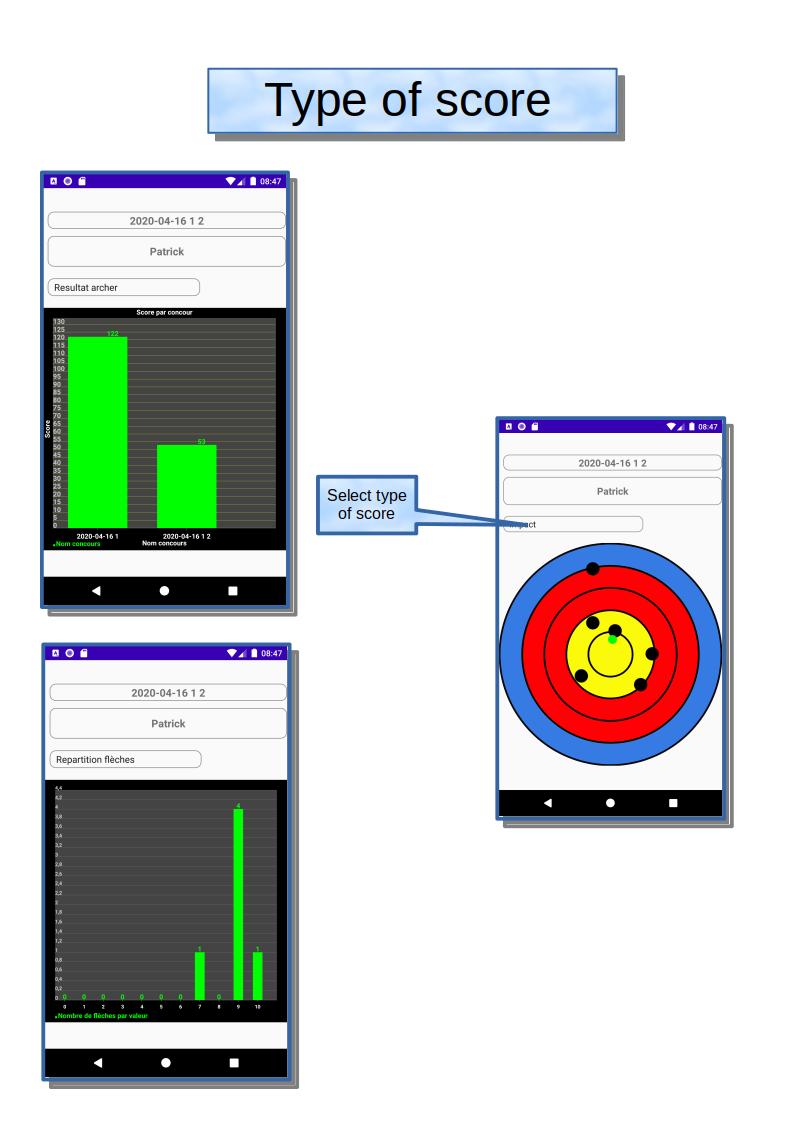 Type of score
08:47
2020-04-16 1 2
Patrick
Resultat archer
Score par concour
130
125
120
115
110
105
100
95
90
85
80
75
70
65
60
55
50
45
40
35
30
25
20
15
10
5
0
Score
122
53
2020-04-16 1
2020-04-16 1 2
Nom concours
Nom concours
Select type
of score
08:47
2020-04-16 1 2
Patrick
08:47
2020-04-16 1 2
Patrick
Repartition flèches
4,4
4,2
4
3,8
3,6
3,4
3,2
3
2,8
2,6
2,4
2,2
2
1,8
1,6
1,4
1,2
1
0,8
0,6
0,4
0,2
0
0 0 0 0 0 0 0 1 0 4 1
0 1 2 3 4 5 6 7 8 9 10
Nombre de flèches par valeur